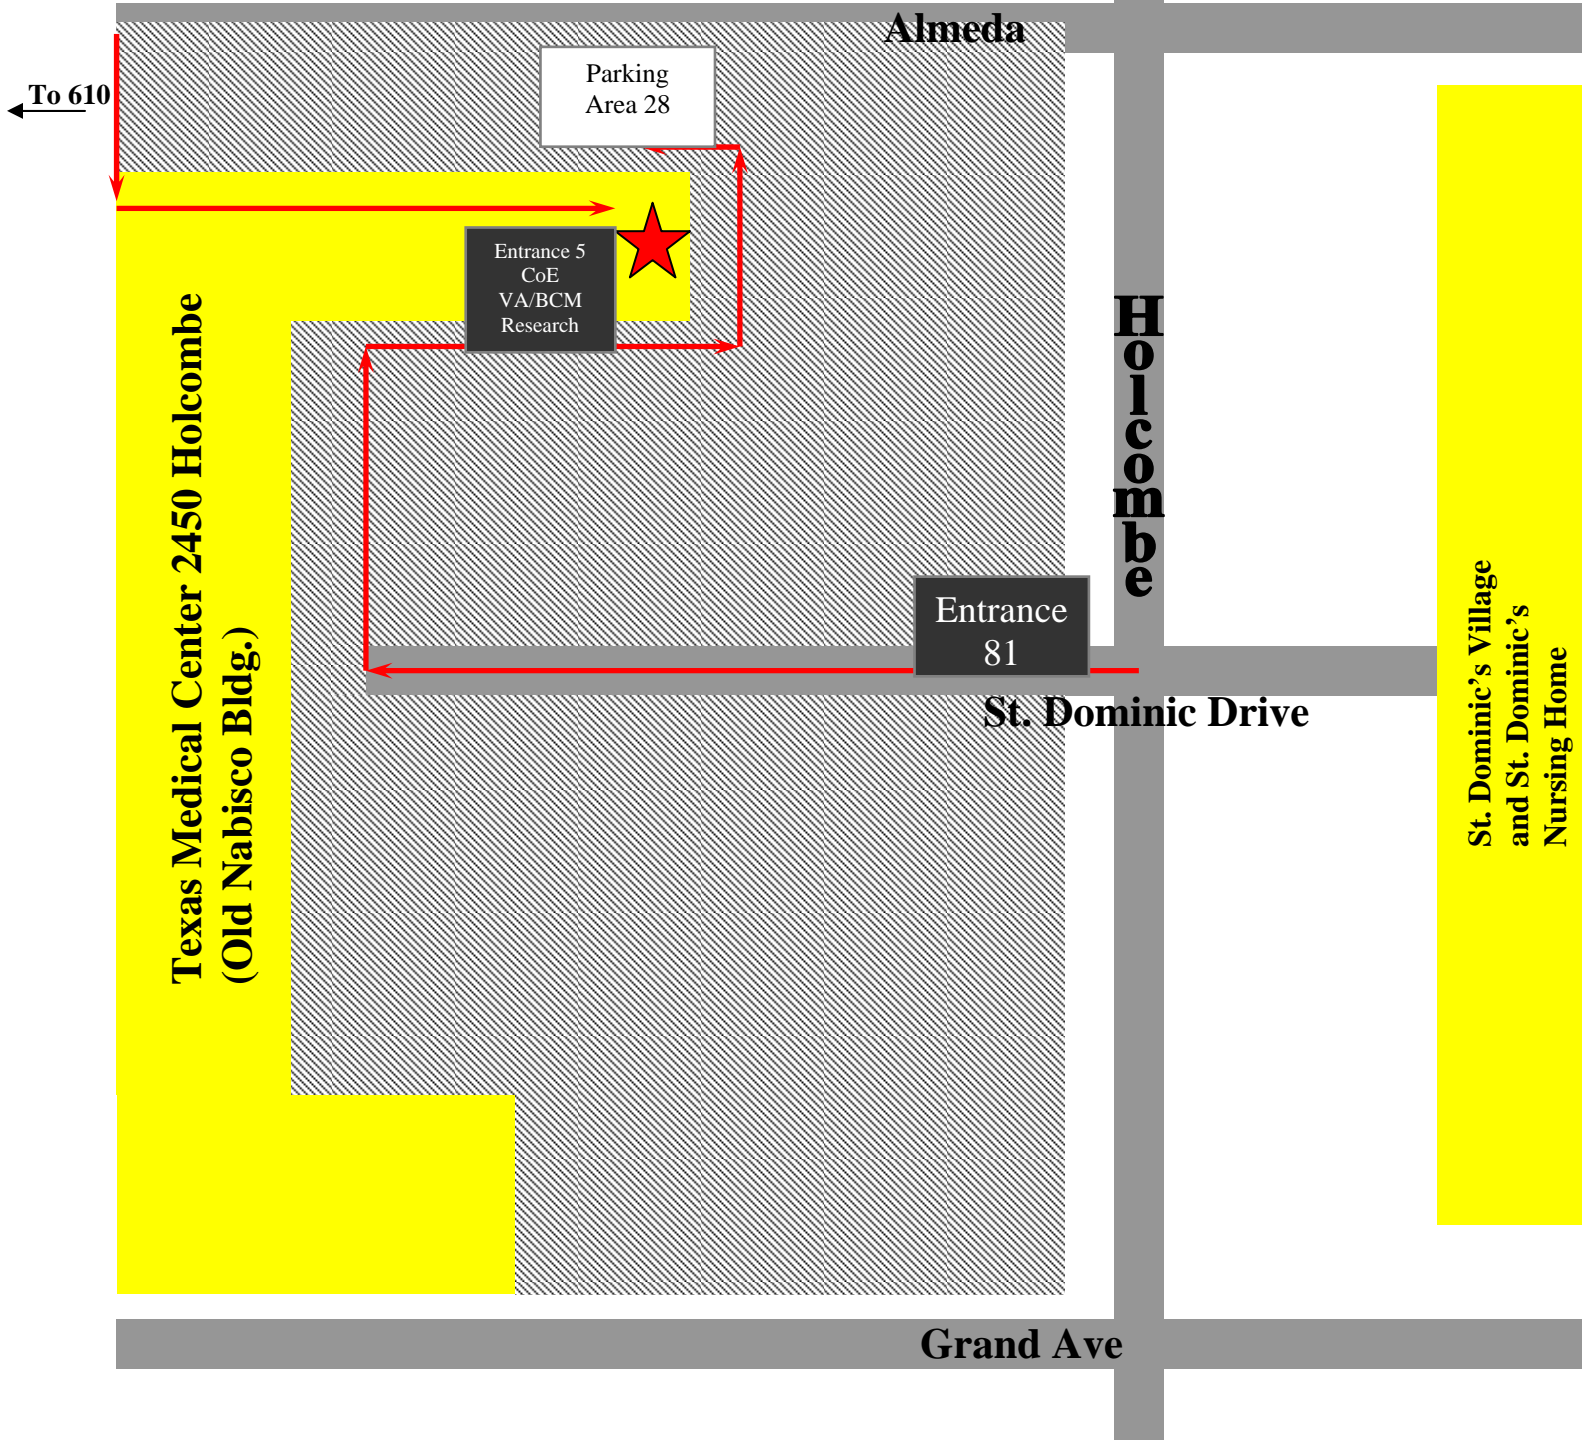 Almeda
Parking
Area 28
To 610
Entrance 5
CoE
VA/BCM
Research
Texas Medical Center 2450 Holcombe
(Old Nabisco Bldg.)
Holcombe
Entrance
81
St. Dominic Drive
St. Dominic’s Village
and St. Dominic’s
Nursing Home
Grand Ave